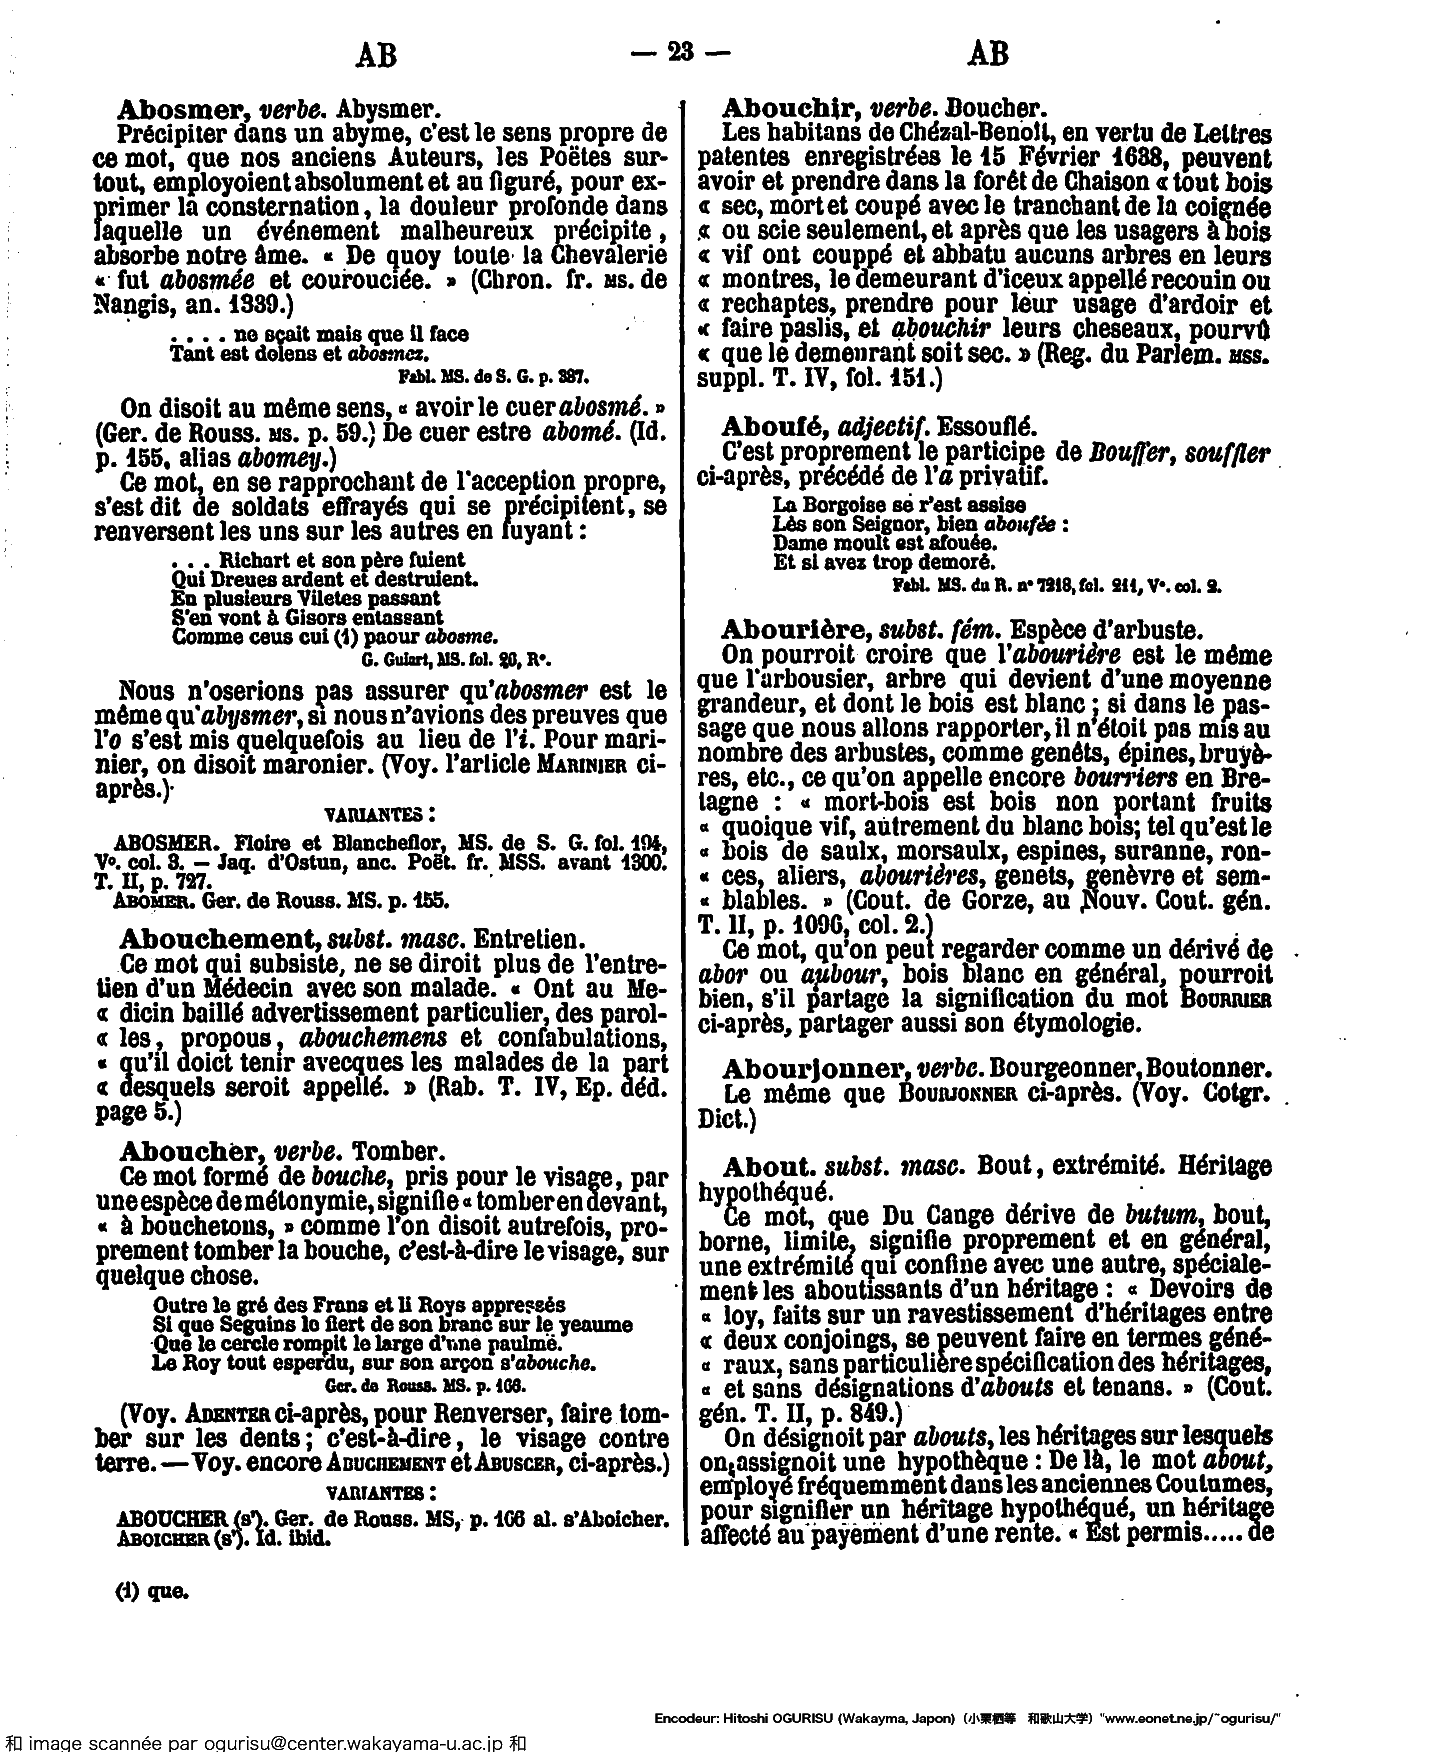 AB — 23 — AB
Abosmer, verbe. Abysmer.
Précipiter dans un abyme, c'est le sens propre de
ce mot, que nos anciens Auteurs, les Poëtes sur-
tout, employoient absolument et au figuré, pour ex-
primer la consternation, la douleur profonde dans
laquelle un événement malheureux précipite,
absorbe notre âme. « De quoy toute la Chevalerie
« fut abosmée et courouciée. » (Chron. fr. MS. de
Nangis, an. 1339.)
. . . . ne sçait mais que il face
Tant est dolens et abosmez.
Fabl. MS. de S. G. p. 387.
On disoit au même sens, « avoir le cuer abosmé. »
(Ger. de Rouss. MS. p. 59.) De cuer estre abomé. (Id.
p. 155, alias abomey.)
Ce mot, en se rapprochant de l'acception propre,
s'est dit de soldats effrayés qui se précipitent, se
renversent les uns sur les autres en fuyant :
. . . Richart et son père fuient
Qui Dreues ardent et destruient.
En plusieurs Viletes passant
S'en vont à Gisors entassant
Comme ceus cui (1) paour abosme.
G. Guiart, MS. fol. 20, R°.
Nous n'oserions pas assurer qu'abosmer est le
même qu'abysmer, si nous n'avions des preuves que
l'o s'est mis quelquefois au lieu de l'i. Pour mari-
nier, on disoit maronier. (Voy. l'article MARINIER ci-
après.)
VARIANTES :
ABOSMER. Floire et Blancheflor, MS. de S. G. fol. 194,
V°. col. 3. — Jaq. d'Ostun, anc. Poët. fr. MSS. avant 1300.
T. II, p. 727.
ABOMER. Ger. de Rouss. MS. p. 155.
Abouchement, subst. masc. Entretien.
Ce mot qui subsiste, ne se diroit plus de l'entre-
tien d'un Médecin avec son malade. « Ont au Me-
« dicin baillé advertissement particulier, des parol-
« les, propous, abouchemens et confabulations,
« qu'il doict tenir avecques les malades de la part
« desquels seroit appellé. » (Rab. T. IV, Ep. déd.
page 5.)
Aboucher, verbe. Tomber.
Ce mot formé de bouche, pris pour le visage, par
une espèce de métonymie, signifie « tomber en devant,
« à bouchetons, » comme l'on disoit autrefois, pro-
prement tomber la bouche, c'est-à-dire le visage, sur
quelque chose.
Outre le gré des Frans et li Roys appressés
Si que Seguins lo fiert de son branc sur le yeaume
Que le cercle rompit le large d'une paulme.
Le Roy tout esperdu, sur son arçon s'abouche.
Ger. de Rouss. MS. p. 166.
(Voy. ADENTER ci-après, pour Renverser, faire tom-
ber sur les dents; c'est-à-dire, le visage contre
terre. — Voy. encore ABUCHEMENT et ABUSCER, ci-après.)
VARIANTES :
ABOUCHER (s'). Ger. de Rouss. MS, p. 166 al. s'Aboicher.
ABOICHER (s'). Id. ibid.
(1) que.
Abouchir, verbe. Boucher.
Les habitans de Chézal-Benoît, en vertu de Lettres
patentes enregistrées le 15 Février 1638, peuvent
avoir et prendre dans la forêt de Chaison « tout bois
« sec, mort et coupé avec le tranchant de la coignée
« ou scie seulement, et après que les usagers à bois
« vif ont couppé et abbatu aucuns arbres en leurs
« montres, le demeurant d'iceux appellé recouin ou
« rechaptes, prendre pour leur usage d'ardoir et
« faire paslis, et abouchir leurs cheseaux, pourvû
« que le demeurant soit sec. » (Reg. du Parlem. MSS.
suppl. T. IV, fol. 151.)
Aboufé, adjectif. Essouflé.
C'est proprement le participe de Bouffer, souffler
ci-après, précédé de l'a privatif.
La Borgoise se r'est assise
Lès son Seignor, bien aboufée :
Dame moult est afouée.
Et si avez trop demoré.
Fabl. MS. du R. n° 7218, fol. 211, V°. col. 2.
Abourière, subst. fém. Espèce d'arbuste.
On pourroit croire que l'abourière est le même
que l'arbousier, arbre qui devient d'une moyenne
grandeur, et dont le bois est blanc ; si dans le pas-
sage que nous allons rapporter, il n'étoit pas mis au
nombre des arbustes, comme genêts, épines, bruyè-
res, etc., ce qu'on appelle encore bourriers en Bre-
tagne : « mort-bois est bois non portant fruits
« quoique vif, autrement du blanc bois; tel qu'est le
« bois de saulx, morsaulx, espines, suranne, ron-
« ces, aliers, abourières, genets, genèvre et sem-
« blables. » (Cout. de Gorze, au Nouv. Cout. gén.
T. II, p. 1096, col. 2.)
Ce mot, qu'on peut regarder comme un dérivé de
abor ou aubour, bois blanc en général, pourroit
bien, s'il partage la signification du mot BOURRIER
ci-après, partager aussi son étymologie.
Abourjonner, verbe. Bourgeonner, Boutonner.
Le même que BOURJONNER ci-après. (Voy. Cotgr.
Dict.)
About. subst. masc. Bout, extrémité. Héritage
hypothéqué.
Ce mot, que Du Cange dérive de butum, bout,
borne, limite, signifie proprement et en général,
une extrémité qui confine avec une autre, spéciale-
ment les aboutissants d'un héritage : « Devoirs de
« loy, faits sur un ravestissement d'héritages entre
« deux conjoings, se peuvent faire en termes géné-
« raux, sans particulière spécification des héritages,
« et sans désignations d'abouts et tenans. » (Cout.
gén. T. II, p. 849.)
On désignoit par abouts, les héritages sur lesquels
on assignoit une hypothèque : De là, le mot about,
employé fréquemment dans les anciennes Coutumes,
pour signifier un héritage hypothéqué, un héritage
affecté au payement d'une rente. « Est permis..... de
Encodeur: Hitoshi OGURISU (Wakayma, Japon) (小栗栖等 和歌山大学) "www.eonet.ne.jp/~ogurisu/"
和 image scannée par ogurisu@center.wakayama-u.ac.jp 和